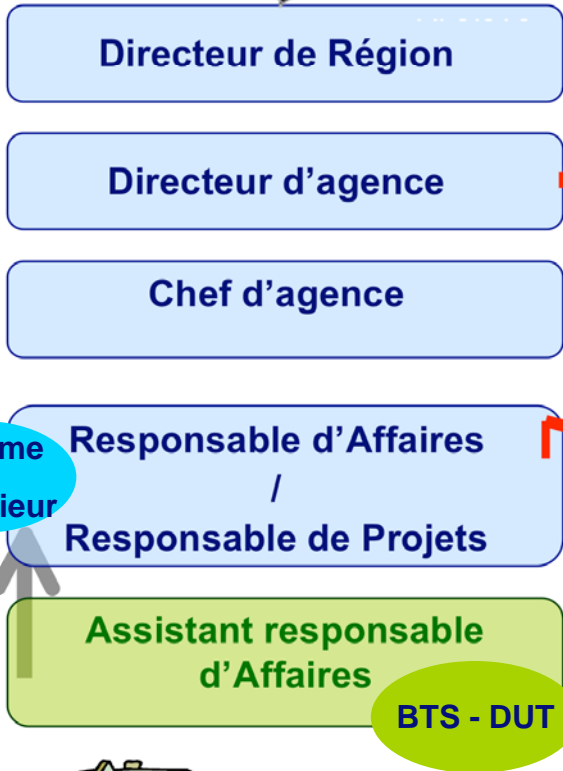 Directeur de Région
Directeur d’agence
Chef d’agence
Responsable d’Affaires
/
Responsable de Projets
Assistant responsable
d’Affaires
BTS - DUT